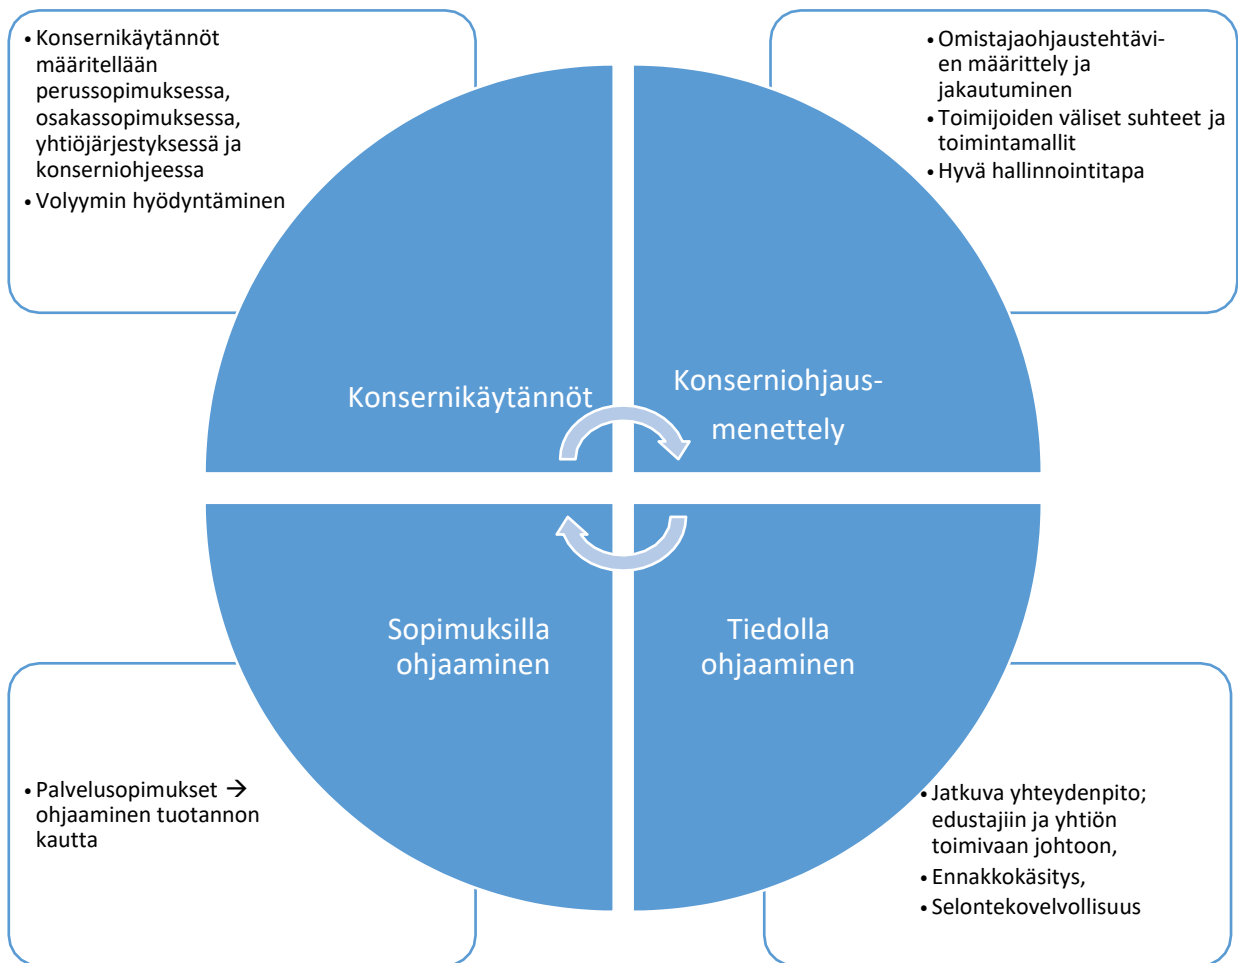 • Konsernikäytännöt
määritellään
perussopimuksessa,
osakassopimuksessa,
yhtiöjärjestyksessä ja
konserniohjeessa
• Volyymin hyödyntäminen
• Omistajaohjaustehtävi-
en määrittely ja
jakautuminen
• Toimijoiden väliset suhteet ja
toimintamallit
• Hyvä hallinnointitapa
Konsernikäytännöt
Konserniohjaus-
menettely
Sopimuksilla
ohjaaminen
Tiedolla
ohjaaminen
• Palvelusopimukset →
ohjaaminen tuotannon
kautta
• Jatkuva yhteydenpito;
edustajiin ja yhtiön
toimivaan johtoon,
• Ennakkokäsitys,
• Selontekovelvollisuus